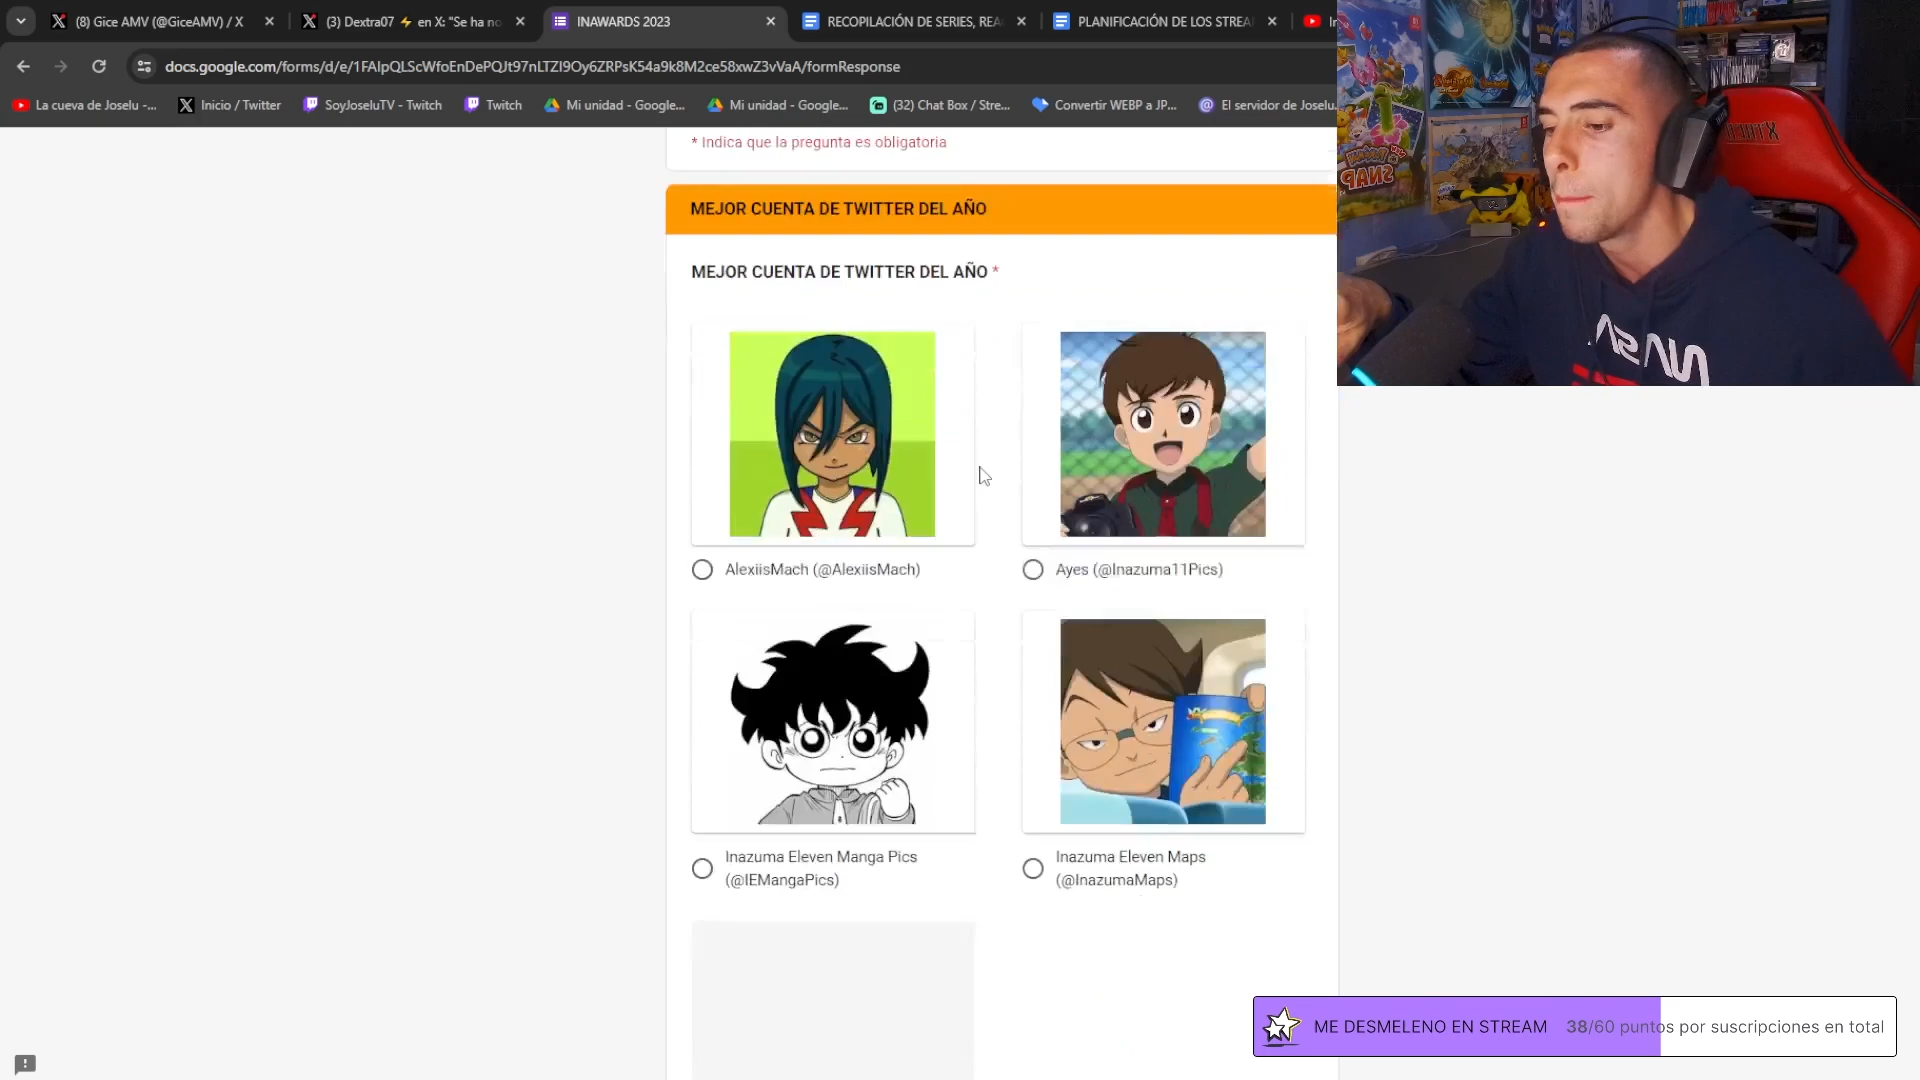 (8) Gice AMV (@GiceAMV) / X
(3) Dextra07 ⚡ en X: "Se ha no
INAWARDS 2023
RECOPILACIÓN DE SERIES, REA
PLANIFICACIÓN DE LOS STREA
docs.google.com/forms/d/e/1FAIpQLScWfoEnDePQJt97nLTZI9Oy6ZRPsK54a9k8M2ce58xwZ3vVaA/formResponse
La cueva de Joselu -...
Inicio / Twitter
SoyJoseluTV - Twitch
Twitch
Mi unidad - Google...
Mi unidad - Google...
(32) Chat Box / Stre...
Convertir WEBP a JP...
El servidor de Joselu.
* Indica que la pregunta es obligatoria
MEJOR CUENTA DE TWITTER DEL AÑO
MEJOR CUENTA DE TWITTER DEL AÑO *
AlexiisMach (@AlexiisMach)
Ayes (@Inazuma11Pics)
Inazuma Eleven Manga Pics
(@IEMangaPics)
Inazuma Eleven Maps
(@InazumaMaps)
ME DESMELENO EN STREAM 38/60 puntos por suscripciones en total
SNAP
NASA